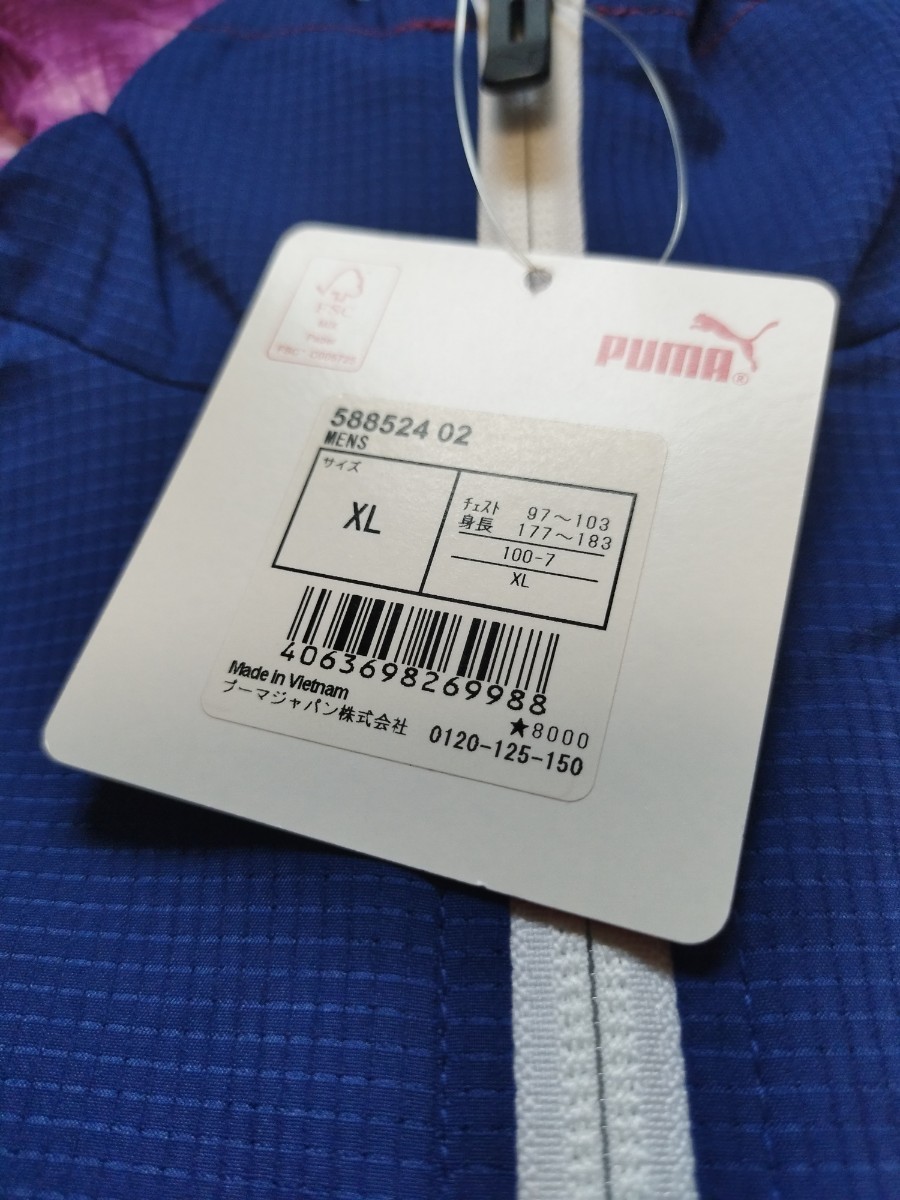 PUMA®
588524 02
MENS
サイズ
XL
チェスト 97～103
身長 177～183
100-7
XL
4063698269988
Made in Vietnam
プーマジャパン株式会社
★8000
0120-125-150